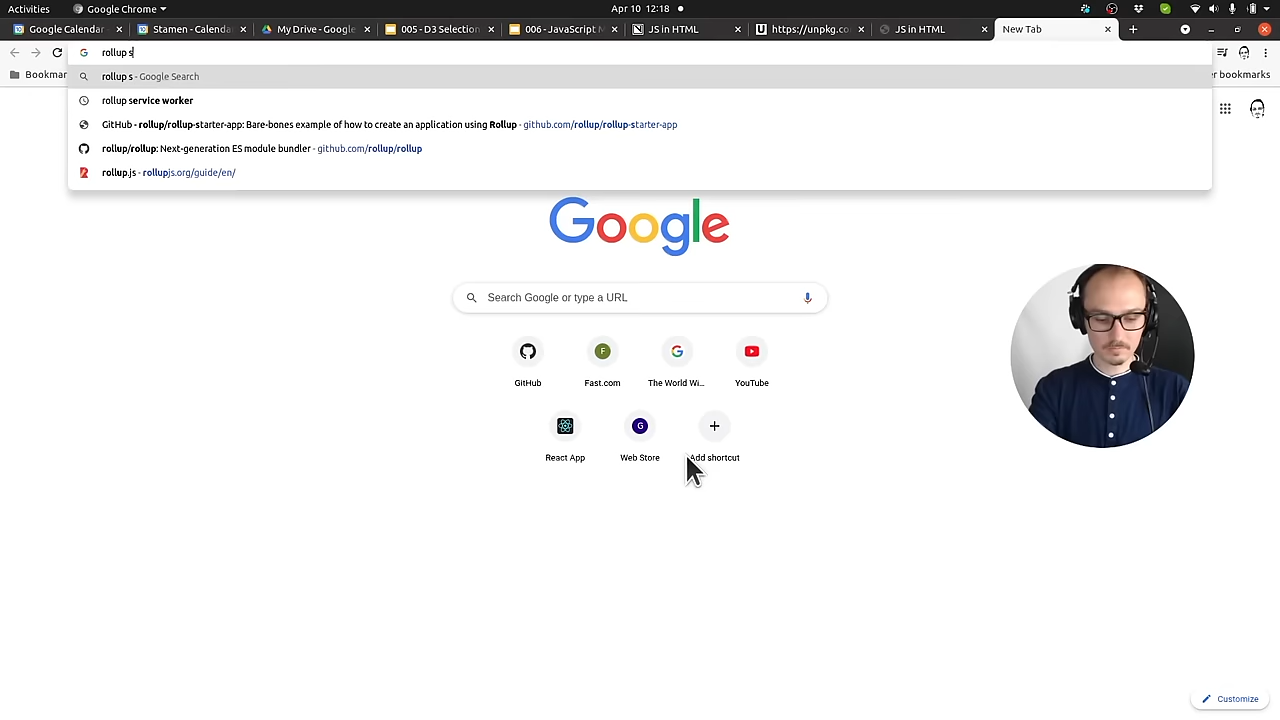 Activities
Google Chrome
Apr 10 12:18
Google Calendar
Stamen - Calenda
My Drive - Google
005 - D3 Selection
006 - JavaScript M
JS in HTML
https://unpkg.co
JS in HTML
New Tab
rollup s
Bookmar
r bookmarks
rollup s - Google Search
rollup service worker
GitHub - rollup/rollup-starter-app: Bare-bones example of how to create an application using Rollup - github.com/rollup/rollup-starter-app
rollup/rollup: Next-generation ES module bundler - github.com/rollup/rollup
rollup.js - rollupjs.org/guide/en/
Google
Search Google or type a URL
GitHub
F
Fast.com
The World Wi...
YouTube
React App
G
Web Store
Add shortcut
Customize